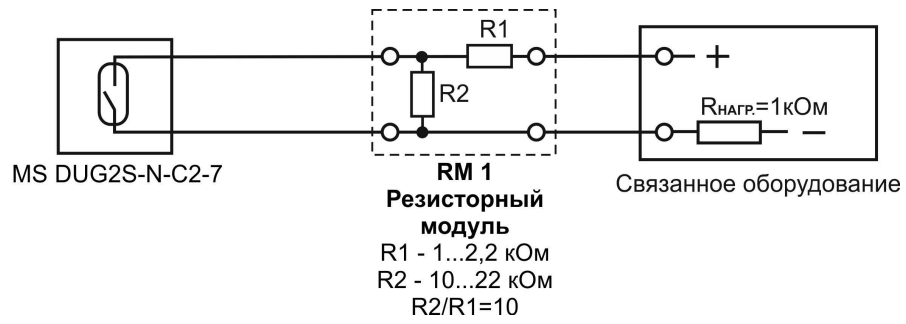 R1
R2
+
Rнагр.=1кОм
−
MS DUG2S-N-C2-7
RM 1
Резисторный
модуль
R1 - 1...2,2 кОм
R2 - 10...22 кОм
R2/R1=10
Связанное оборудование